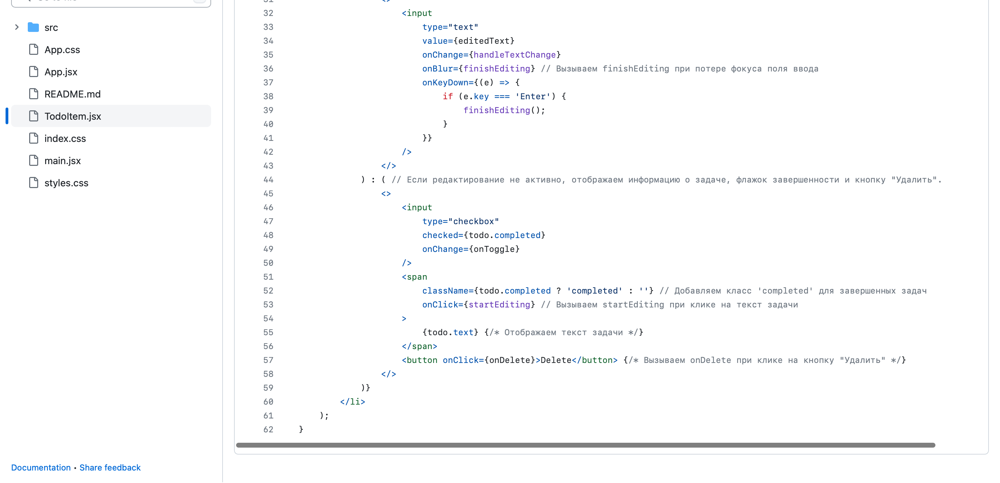 src
App.css
App.jsx
README.md
TodoItem.jsx
index.css
main.jsx
styles.css
Documentation • Share feedback
31 <>
32 <input
33 type="text"
34 value={editedText}
35 onChange={handleTextChange}
36 onBlur={finishEditing} // Вызываем finishEditing при потере фокуса поля ввода
37 onKeyDown={(e) => {
38 if (e.key === 'Enter') {
39 finishEditing();
40 }
41 }}
42 />
43 </>
44 ) : ( // Если редактирование не активно, отображаем информацию о задаче, флажок завершенности и кнопку "Удалить".
45 <>
46 <input
47 type="checkbox"
48 checked={todo.completed}
49 onChange={onToggle}
50 />
51 <span
52 className={todo.completed ? 'completed' : ''} // Добавляем класс 'completed' для завершенных задач
53 onClick={startEditing} // Вызываем startEditing при клике на текст задачи
54 >
55 {todo.text} {/* Отображаем текст задачи */}
56 </span>
57 <button onClick={onDelete}>Delete</button> {/* Вызываем onDelete при клике на кнопку "Удалить" */}
58 </>
59 )}
60 </li>
61 );
62 }